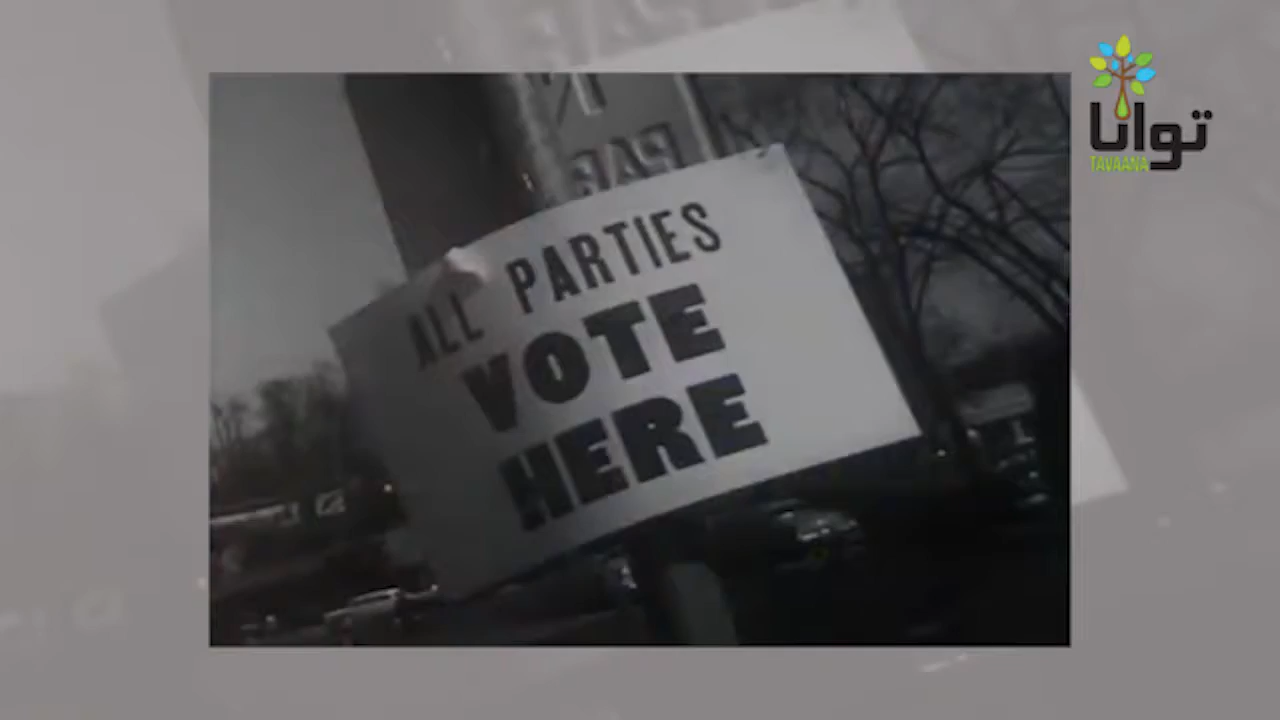 ALL PARTIES
VOTE
HERE
توانا
TAVAANA